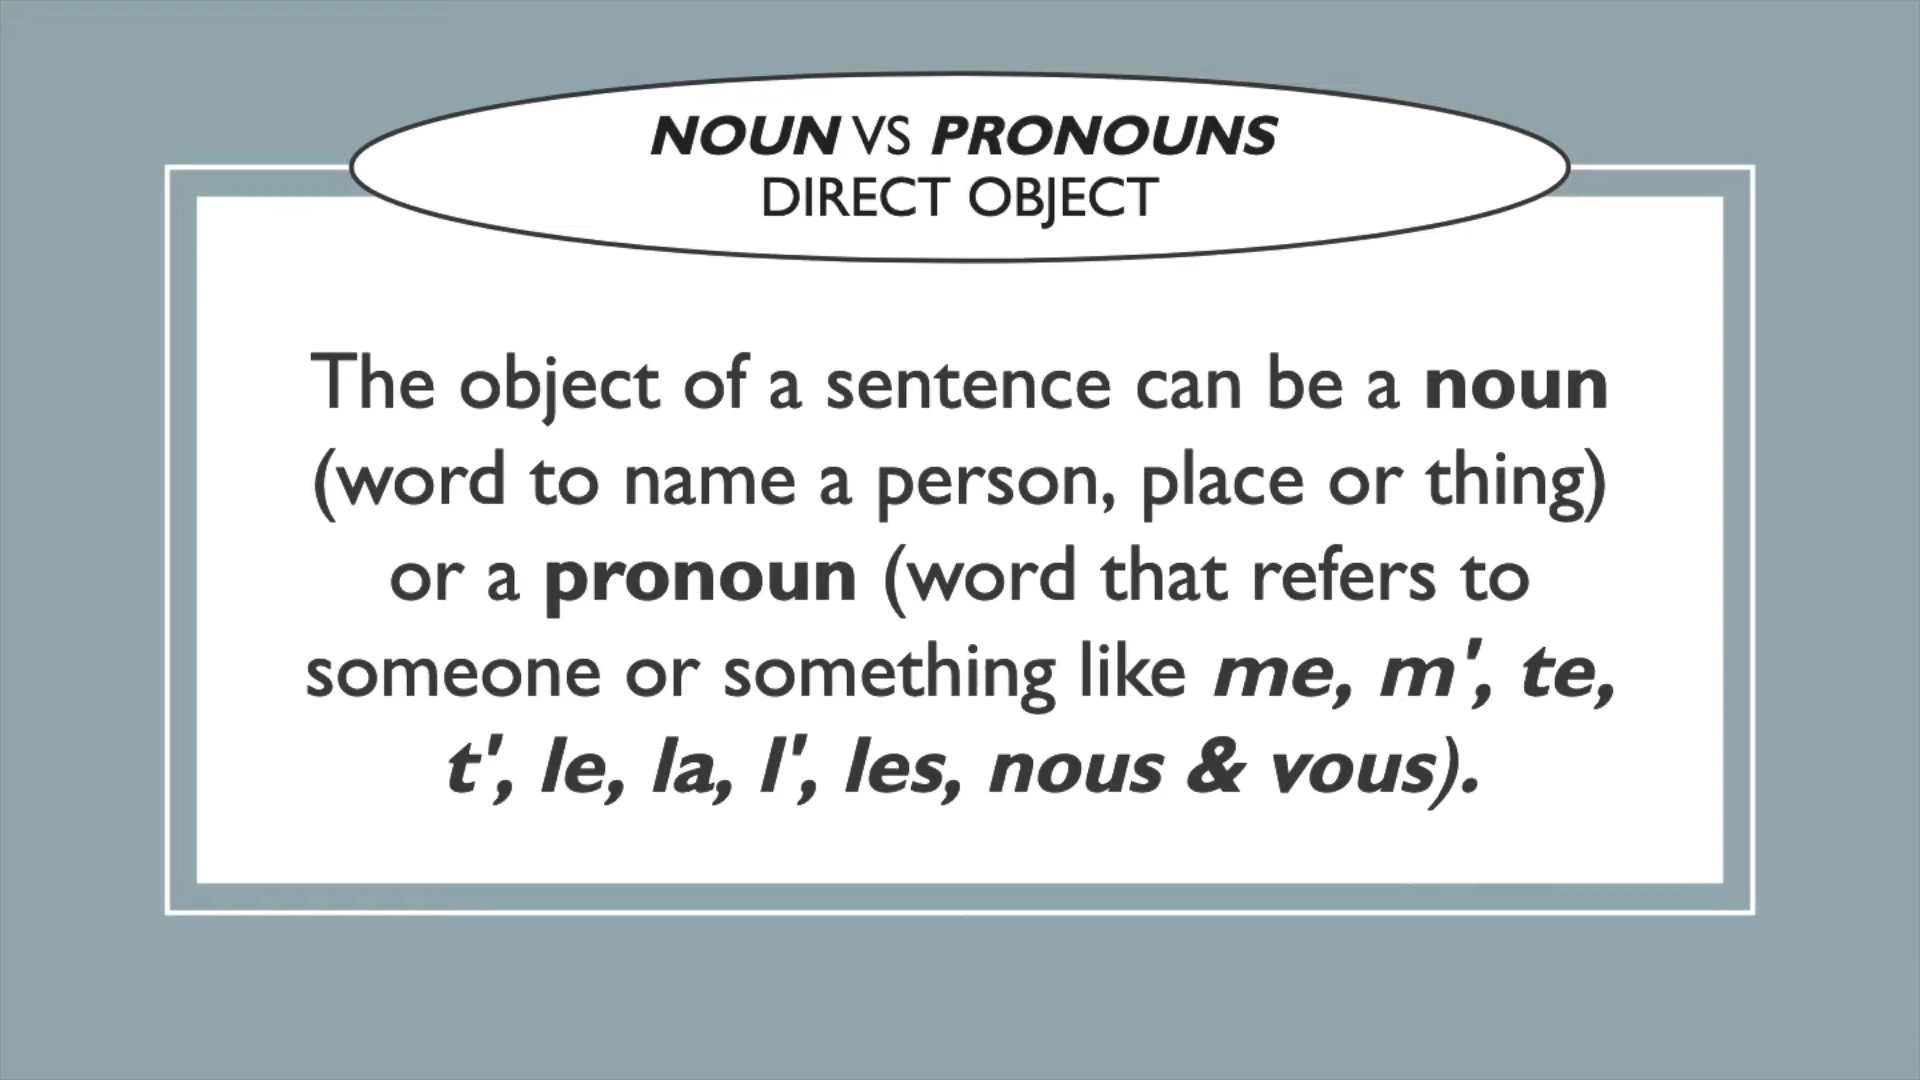 NOUN VS PRONOUNS
DIRECT OBJECT
The object of a sentence can be a noun
(word to name a person, place or thing)
or a pronoun (word that refers to
someone or something like me, m', te,
t', le, la, l', les, nous & vous).